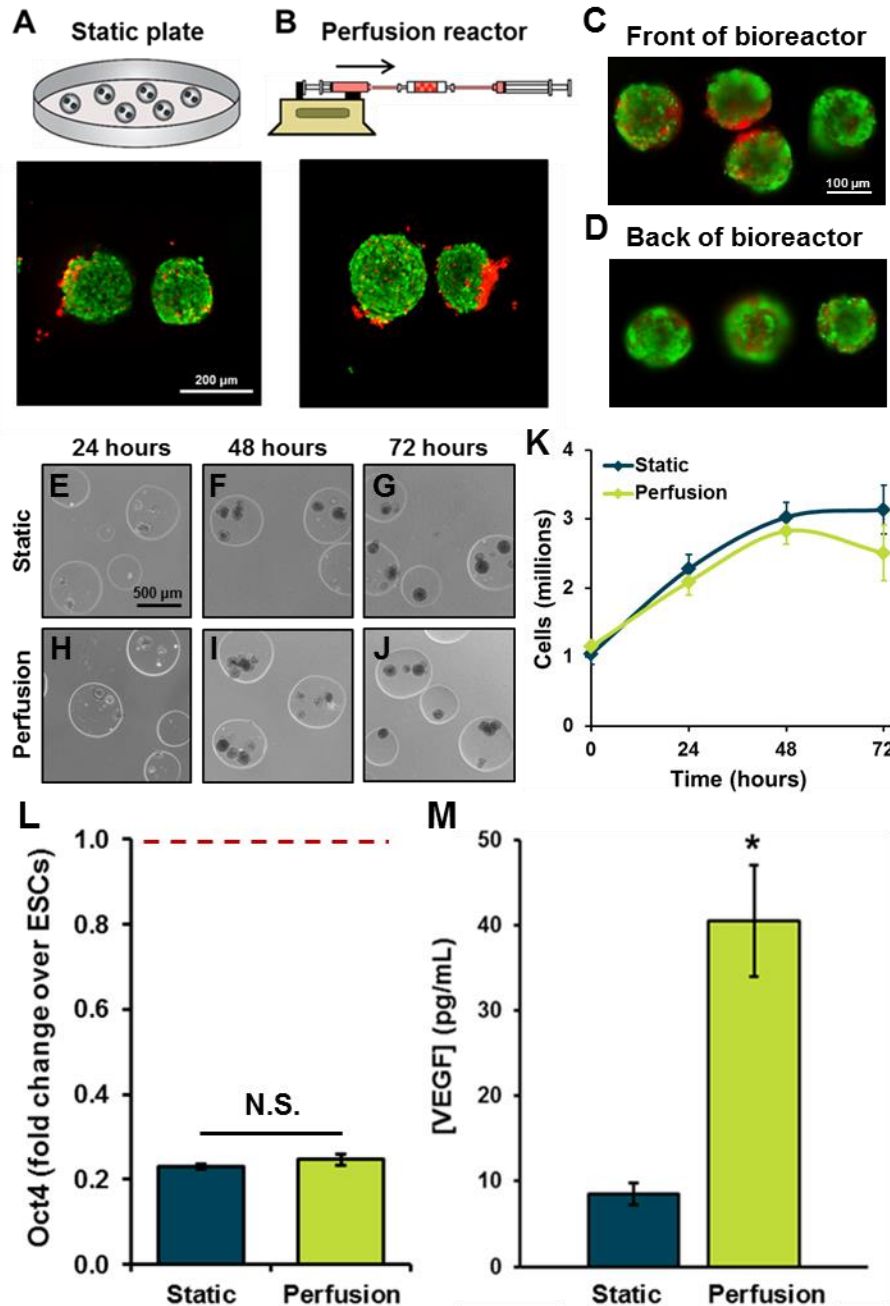 A
Static plate
B
Perfusion reactor
C
Front of bioreactor
100 µm
D
Back of bioreactor
200 µm
24 hours
48 hours
72 hours
Static
E
500 µm
F
G
Perfusion
H
I
J
K
Static
Perfusion
Cells (millions)
4
3
2
1
0
0
24
48
72
Time (hours)
L
Oct4 (fold change over ESCs)
1.0
0.8
0.6
0.4
0.2
0.0
N.S.
Static
Perfusion
M
[VEGF] (pg/mL)
50
40
30
20
10
0
*
Static
Perfusion